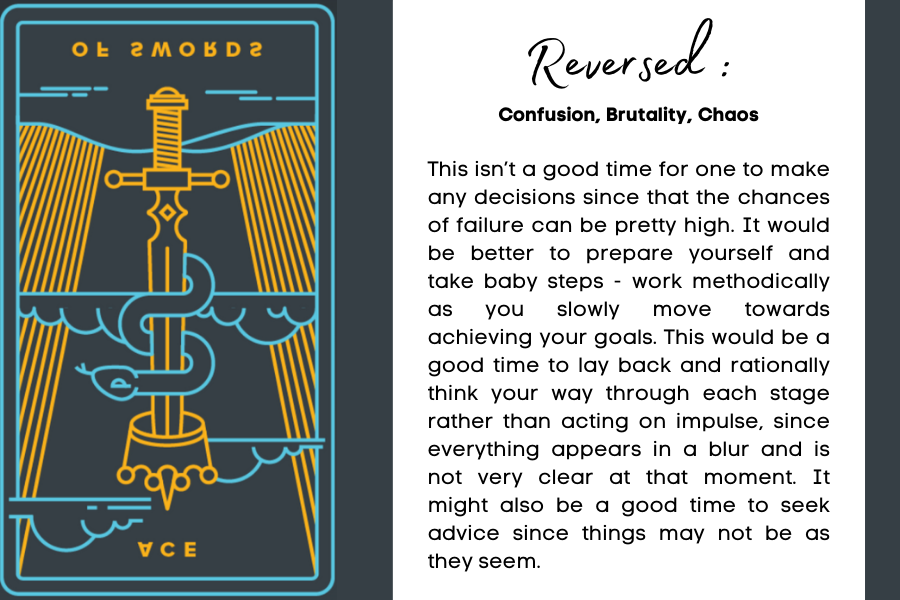 OF SWORDS
ACE
Reversed :
Confusion, Brutality, Chaos
This isn’t a good time for one to make
any decisions since that the chances
of failure can be pretty high. It would
be better to prepare yourself and
take baby steps - work methodically
as you slowly move towards
achieving your goals. This would be a
good time to lay back and rationally
think your way through each stage
rather than acting on impulse, since
everything appears in a blur and is
not very clear at that moment. It
might also be a good time to seek
advice since things may not be as
they seem.